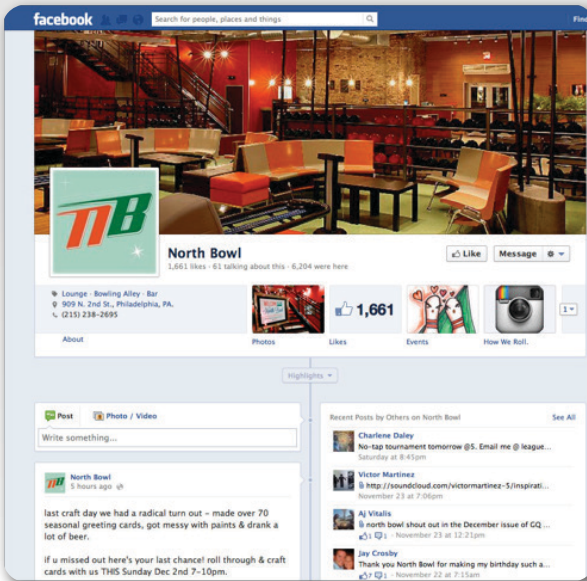 facebook
Search for people, places and things
Find
nB
North Bowl
1,661 likes · 61 talking about this · 6,204 were here
Like
Message
Lounge · Bowling Alley · Bar
909 N. 2nd St., Philadelphia, PA.
(215) 238-2695
About
1,661
1
Photos
Likes
Events
How We Roll.
Highlights
Post
Photo / Video
Write something...
nB
North Bowl
5 hours ago
last craft day we had a radical turn out - made over 70
seasonal greeting cards, got messy with paints & drank a
lot of beer.
if u missed out here's your last chance! roll through & craft
cards with us THIS Sunday Dec 2nd 7-10pm.
Recent Posts by Others on North Bowl
See All
Charlene Daley
No-tap tournament tomorrow @5. Email me @ league...
Saturday at 8:45pm
Victor Martinez
http://soundcloud.com/victormartinez-5/inspirati...
November 23 at 7:06pm
Aj Vitalis
north bowl shout out in the December issue of GQ ...
1 1 · November 23 at 12:21pm
Jay Crosby
Thank you North Bowl for making my birthday such a...
7 1 · November 22 at 7:15am